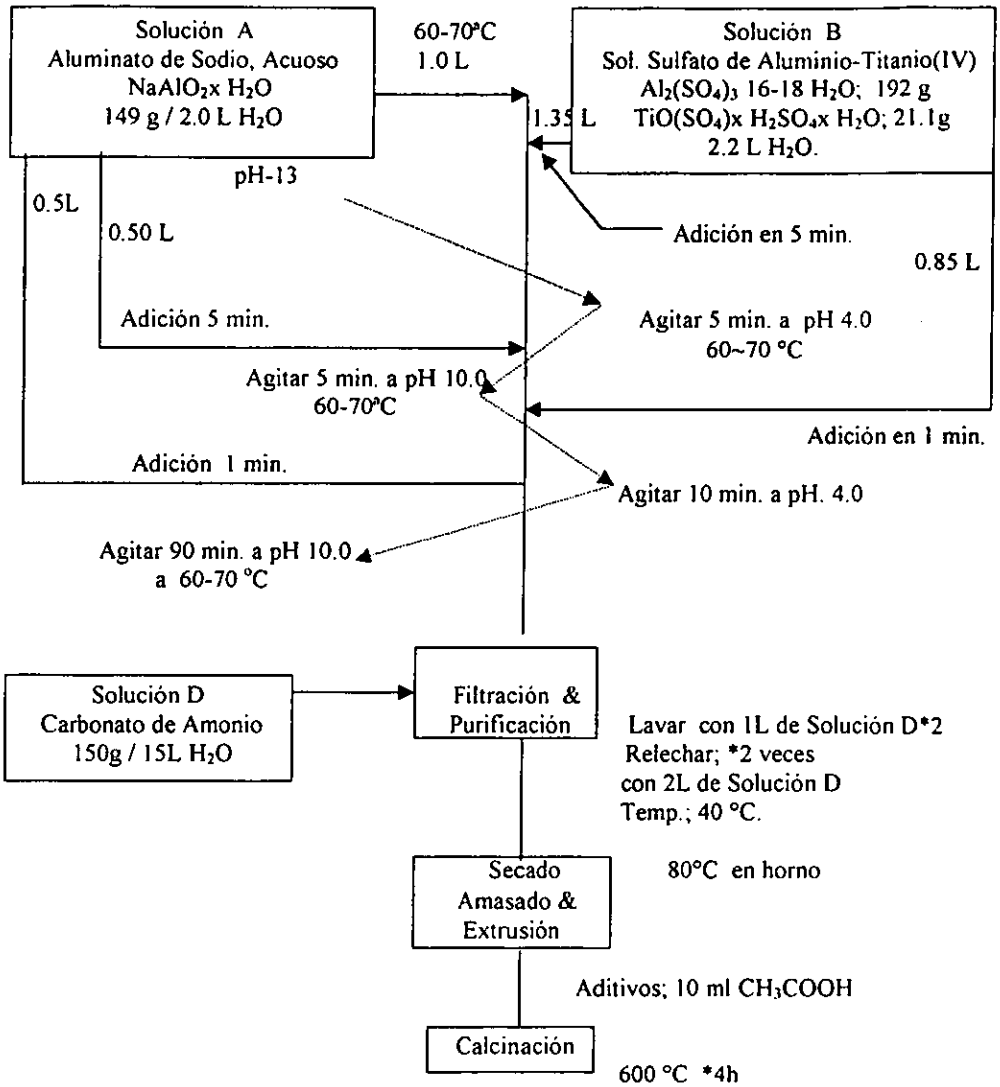 Solución A
Aluminato de Sodio, Acuoso
NaAlO₂x H₂O
149 g / 2.0 L H₂O
60-70ºC
1.0 L
Solución B
Sol. Sulfato de Aluminio-Titanio(IV)
Al₂(SO₄)₃ 16-18 H₂O; 192 g
TiO(SO₄)x H₂SO₄x H₂O; 21.1g
2.2 L H₂O.
1.35 L
pH-13
0.5L
0.50 L
Adición en 5 min.
0.85 L
Adición 5 min.
Agitar 5 min. a pH 4.0
60~70 °C
Agitar 5 min. a pH 10.0
60-70ºC
Adición en 1 min.
Adición 1 min.
Agitar 10 min. a pH. 4.0
Agitar 90 min. a pH 10.0
a 60-70 °C
Solución D
Carbonato de Amonio
150g / 15L H₂O
Filtración &
Purificación
Lavar con 1L de Solución D*2
Relechar; *2 veces
con 2L de Solución D
Temp.; 40 °C.
Secado
Amasado &
Extrusión
80°C en horno
Aditivos; 10 ml CH₃COOH
Calcinación
600 °C *4h